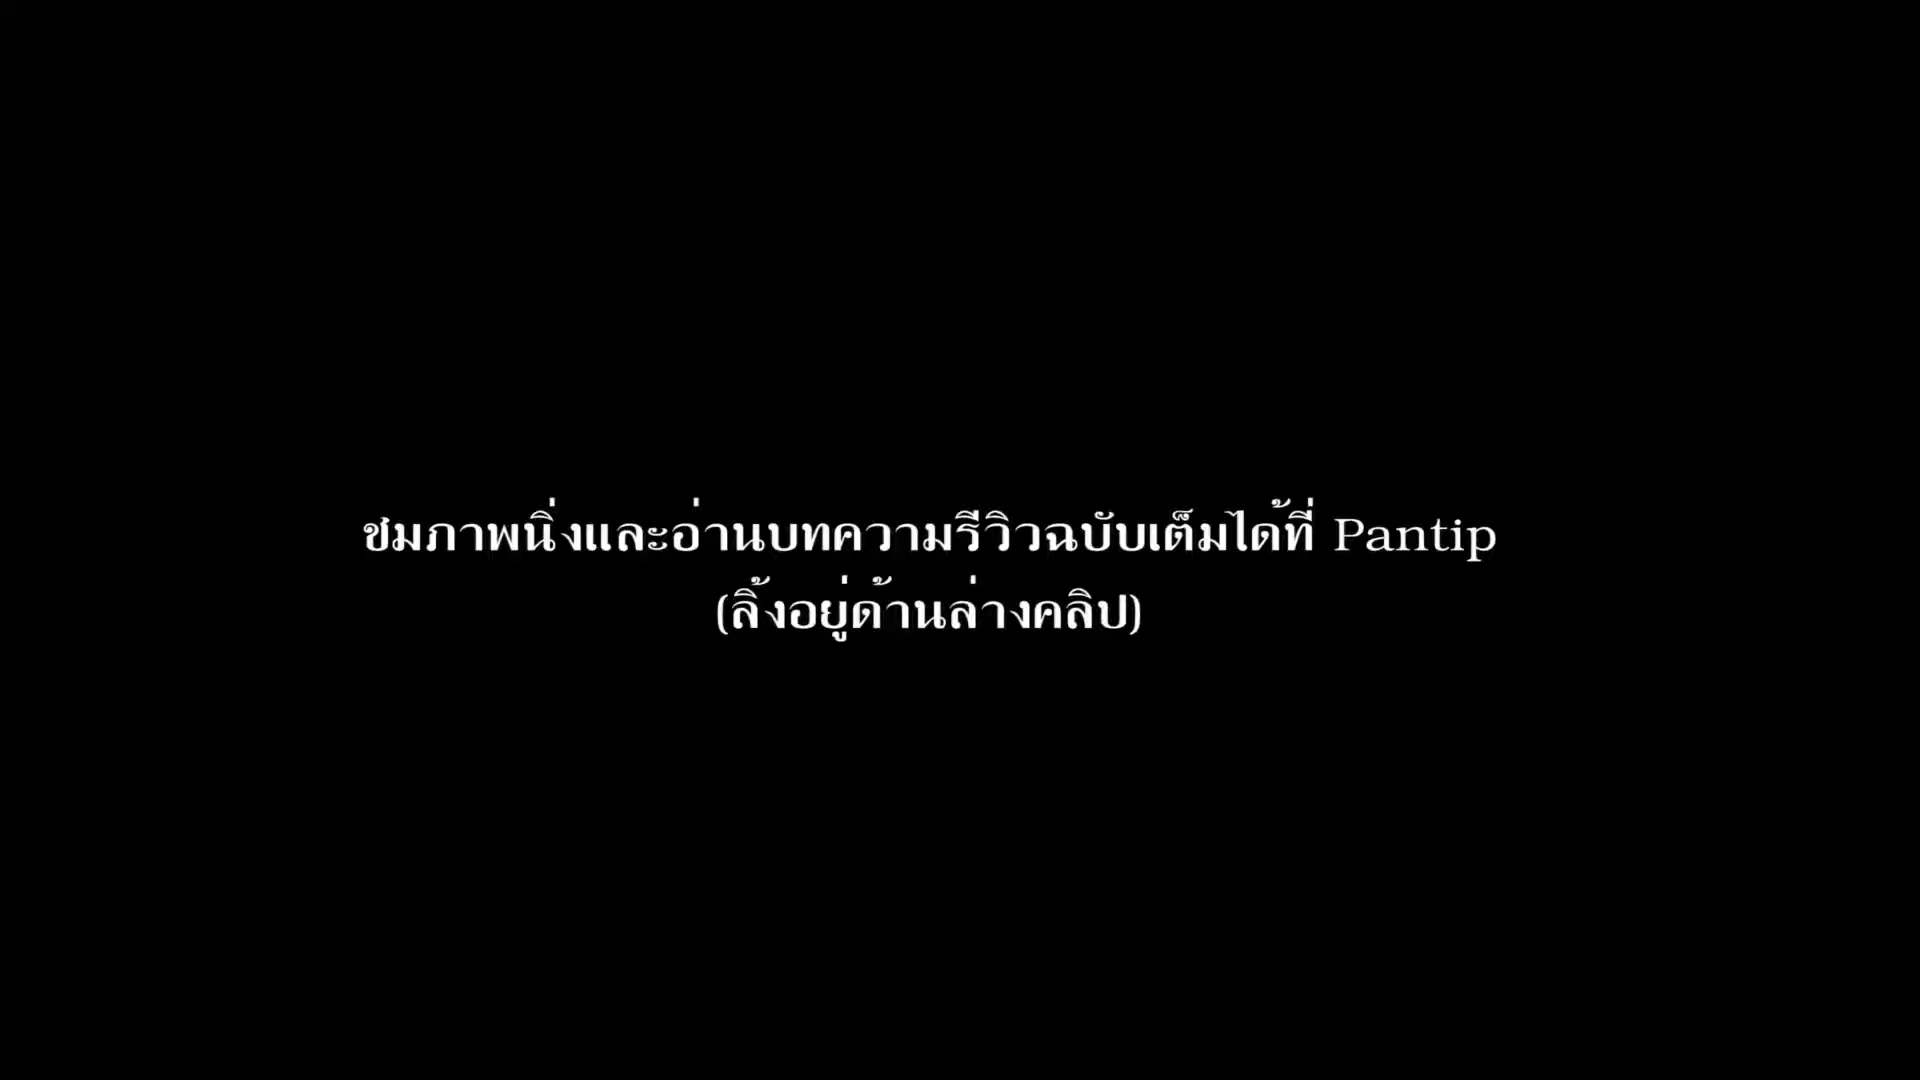 ชมภาพนิ่งและอ่านบทความรีวิวฉบับเต็มได้ที่ Pantip
(ลิ้งอยู่ด้านล่างคลิป)